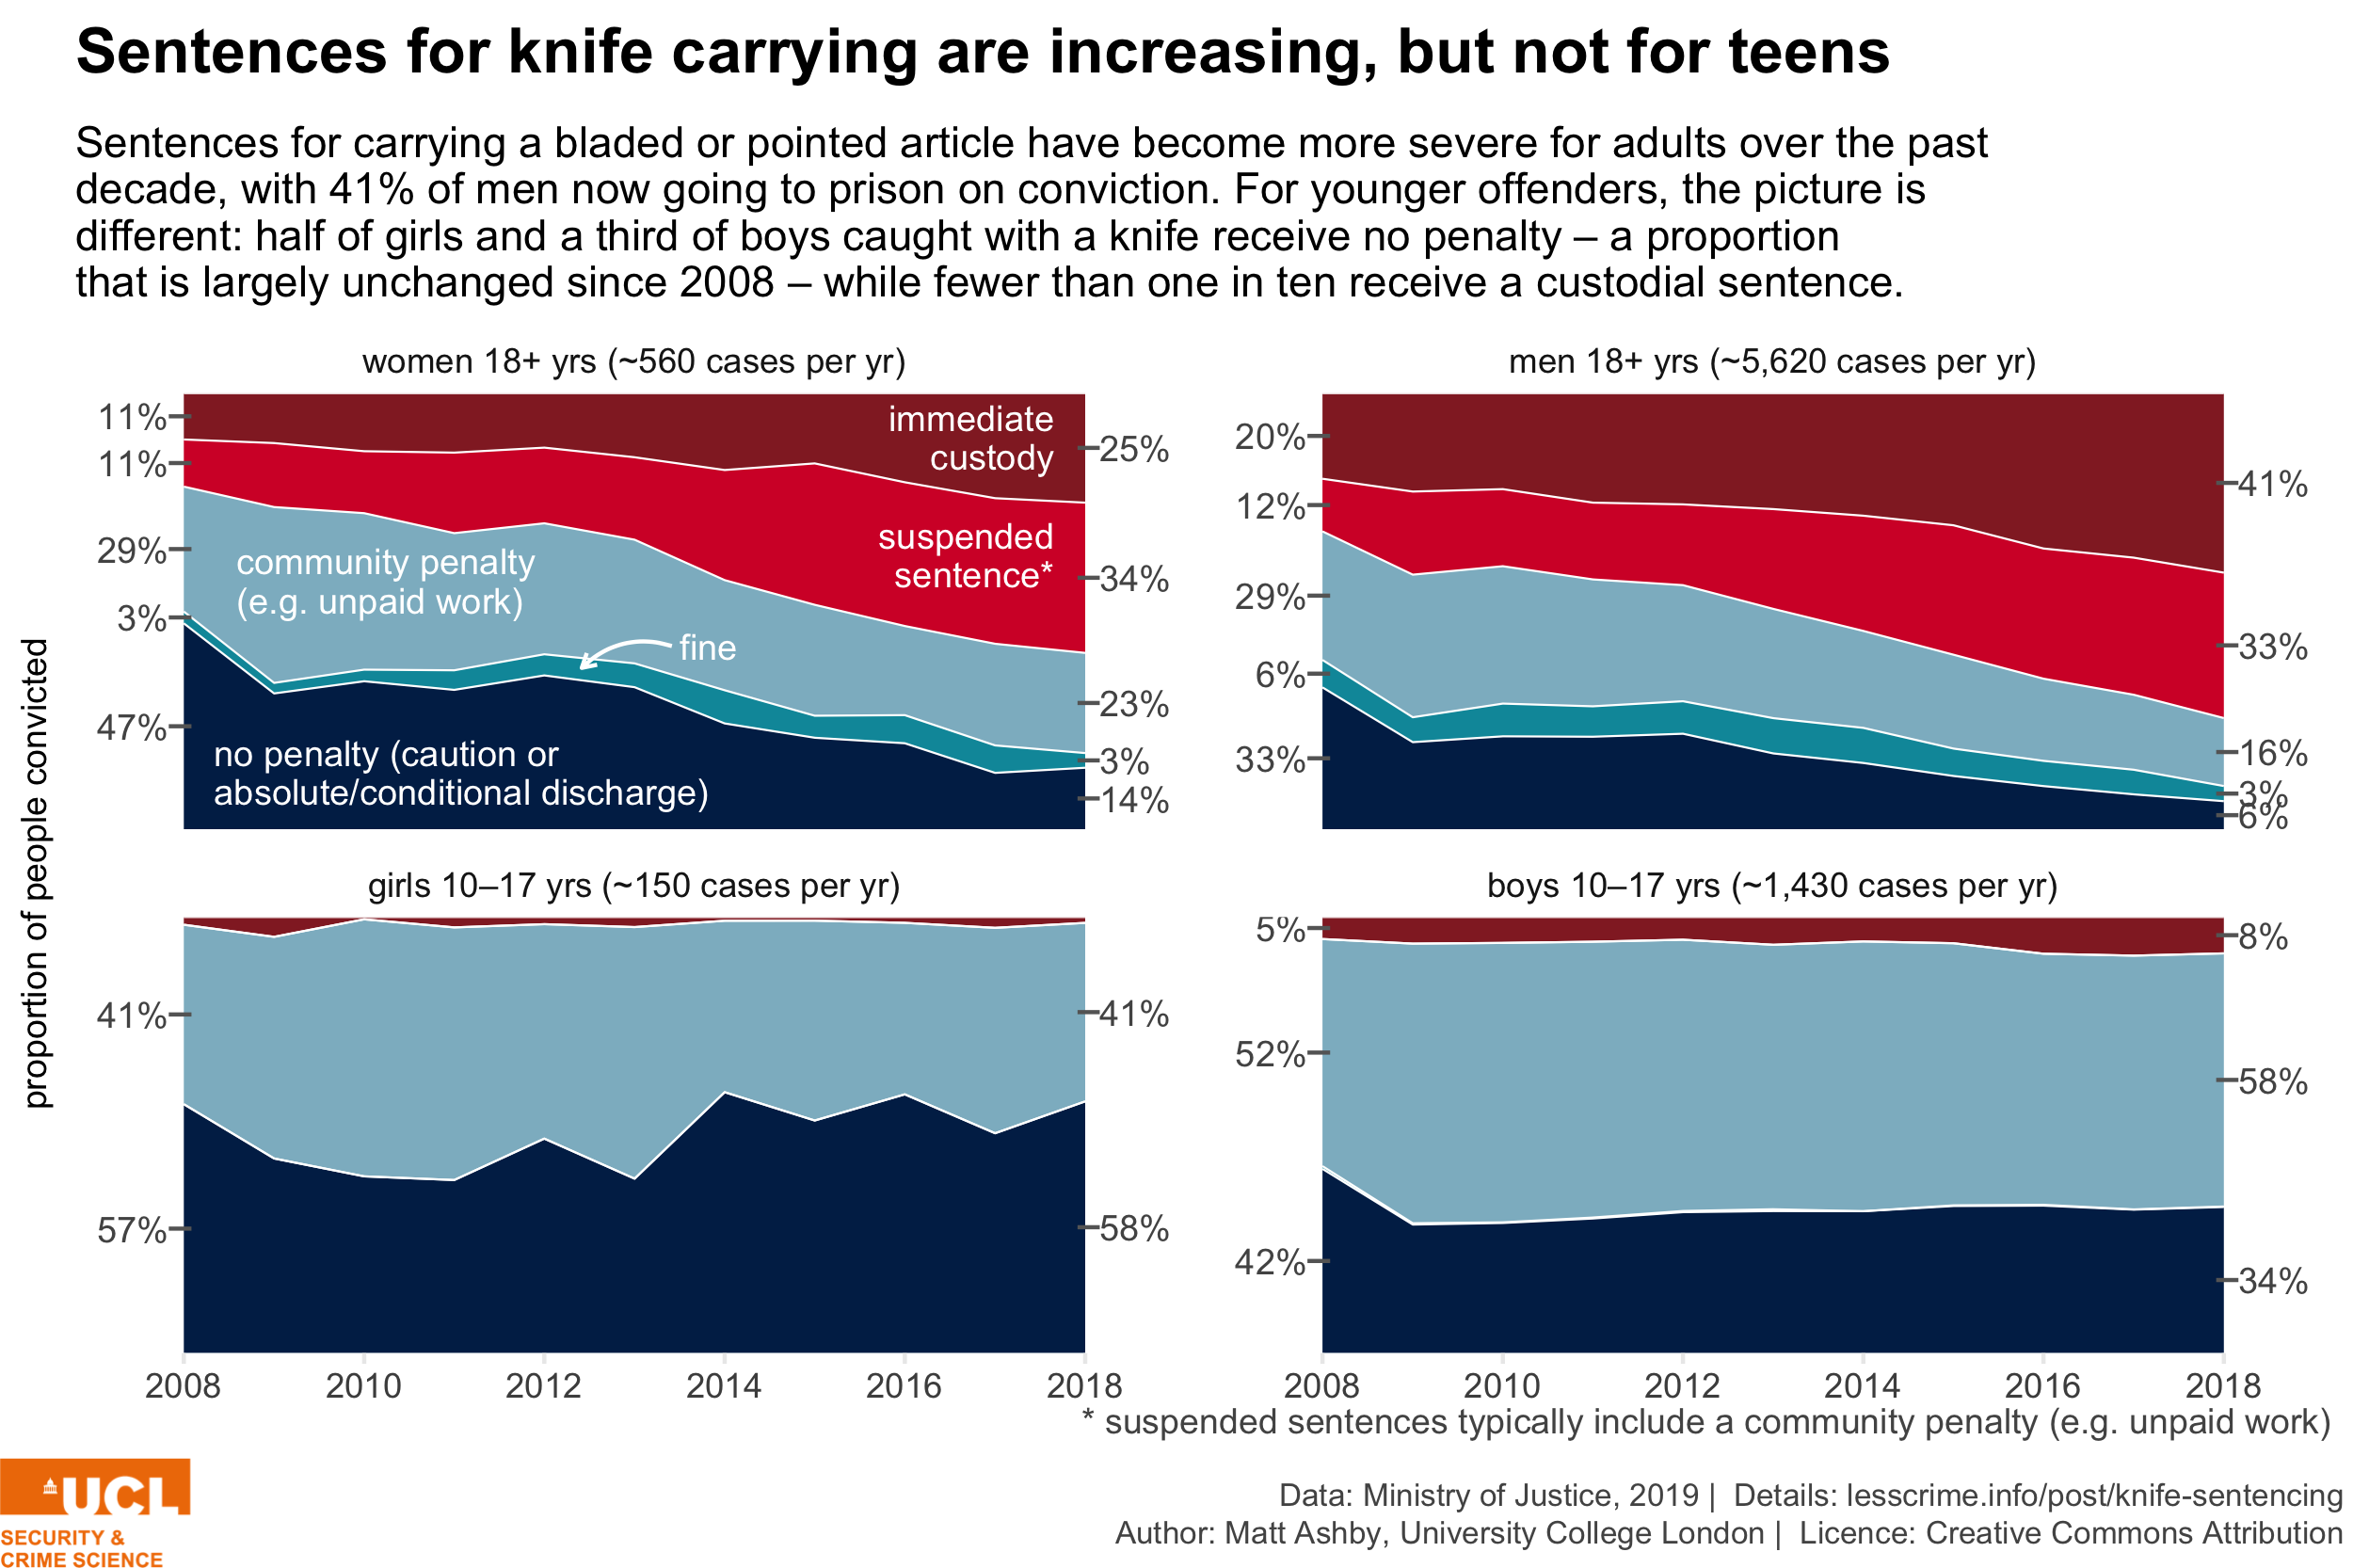 Sentences for knife carrying are increasing, but not for teens
Sentences for carrying a bladed or pointed article have become more severe for adults over the past
decade, with 41% of men now going to prison on conviction. For younger offenders, the picture is
different: half of girls and a third of boys caught with a knife receive no penalty – a proportion
that is largely unchanged since 2008 – while fewer than one in ten receive a custodial sentence.
proportion of people convicted
women 18+ yrs (~560 cases per yr)
11%
11%
29%
3%
47%
immediate
custody
suspended
sentence*
community penalty
(e.g. unpaid work)
fine
no penalty (caution or
absolute/conditional discharge)
25%
34%
23%
3%
14%
men 18+ yrs (~5,620 cases per yr)
20%
12%
29%
6%
33%
41%
33%
16%
3%
6%
girls 10–17 yrs (~150 cases per yr)
41%
57%
41%
58%
2008 2010 2012 2014 2016 2018
boys 10–17 yrs (~1,430 cases per yr)
5%
52%
42%
8%
58%
34%
2008 2010 2012 2014 2016 2018
* suspended sentences typically include a community penalty (e.g. unpaid work)
UCL
SECURITY &
CRIME SCIENCE
Data: Ministry of Justice, 2019 | Details: lesscrime.info/post/knife-sentencing
Author: Matt Ashby, University College London | Licence: Creative Commons Attribution